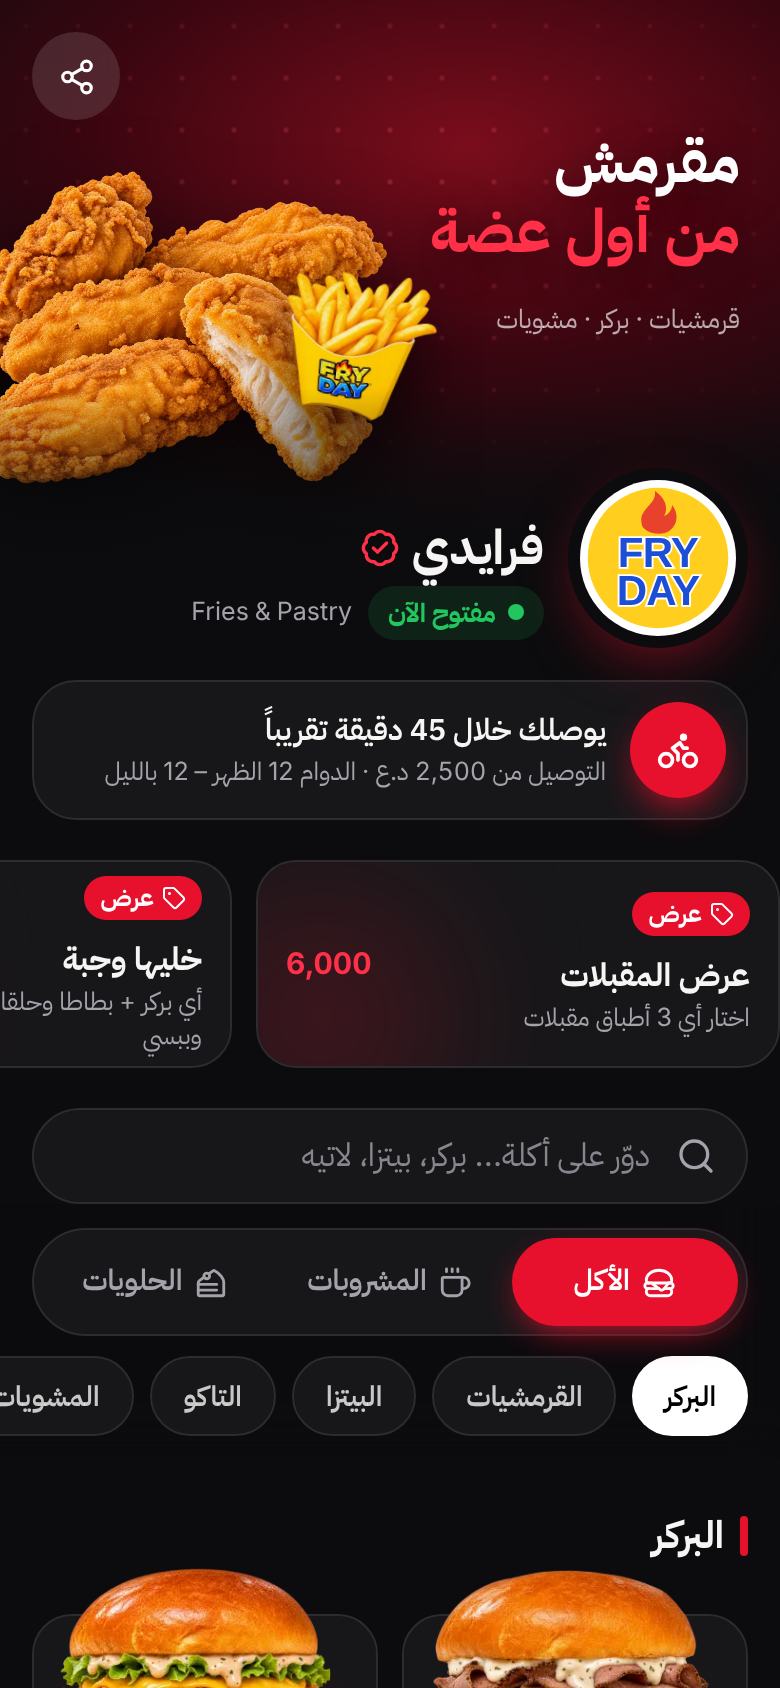 مقرمش
من أول عضة
قرمشيات · بركر · مشويات
FRY
DAY
فرايدي
مفتوح الآن
Fries & Pastry
FRY
DAY
يوصلك خلال 45 دقيقة تقريباً
التوصيل من 2,500 د.ع · الدوام 12 الظهر – 12 بالليل
عرض
عرض المقبلات
اختار أي 3 أطباق مقبلات
6,000
عرض
خليها وجبة
أي بركر + بطاطا وحلقا
وببسي
دوّر على أكلة... بركر، بيتزا، لاتيه
الأكل
المشروبات
الحلويات
البركر
القرمشيات
البيتزا
التاكو
المشويات
البركر